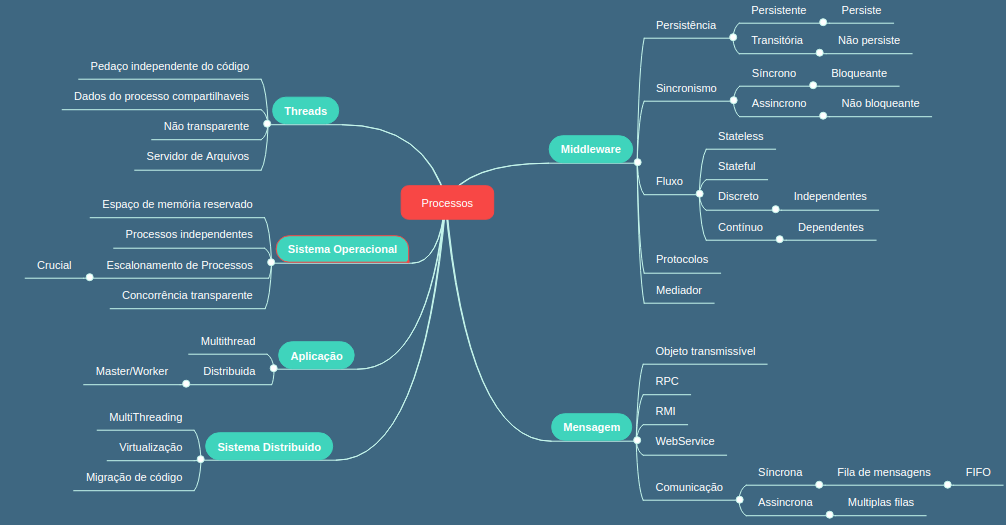 Processos
Threads
Pedaço independente do código
Dados do processo compartilhaveis
Não transparente
Servidor de Arquivos
Sistema Operacional
Espaço de memória reservado
Processos independentes
Escalonamento de Processos
Crucial
Concorrência transparente
Aplicação
Multithread
Distribuida
Master/Worker
Sistema Distribuido
MultiThreading
Virtualização
Migração de código
Middleware
Persistência
Persistente
Persiste
Transitória
Não persiste
Sincronismo
Síncrono
Bloqueante
Assincrono
Não bloqueante
Fluxo
Stateless
Stateful
Discreto
Independentes
Contínuo
Dependentes
Protocolos
Mediador
Mensagem
Objeto transmissível
RPC
RMI
WebService
Comunicação
Síncrona
Fila de mensagens
FIFO
Assincrona
Multiplas filas